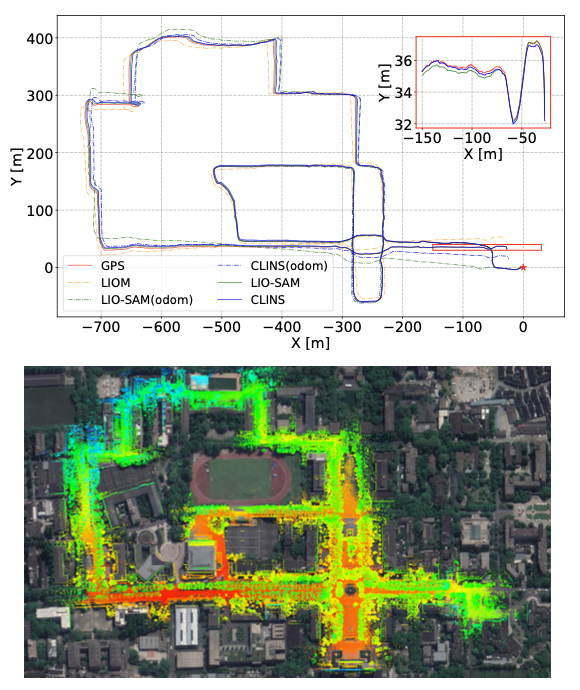 400
300
200
100
0
Y [m]
−700
−600
−500
−400
−300
−200
−100
0
X [m]
36
34
32
Y [m]
−150
−100
−50
X [m]
GPS
LIOM
LIO-SAM(odom)
CLINS(odom)
LIO-SAM
CLINS